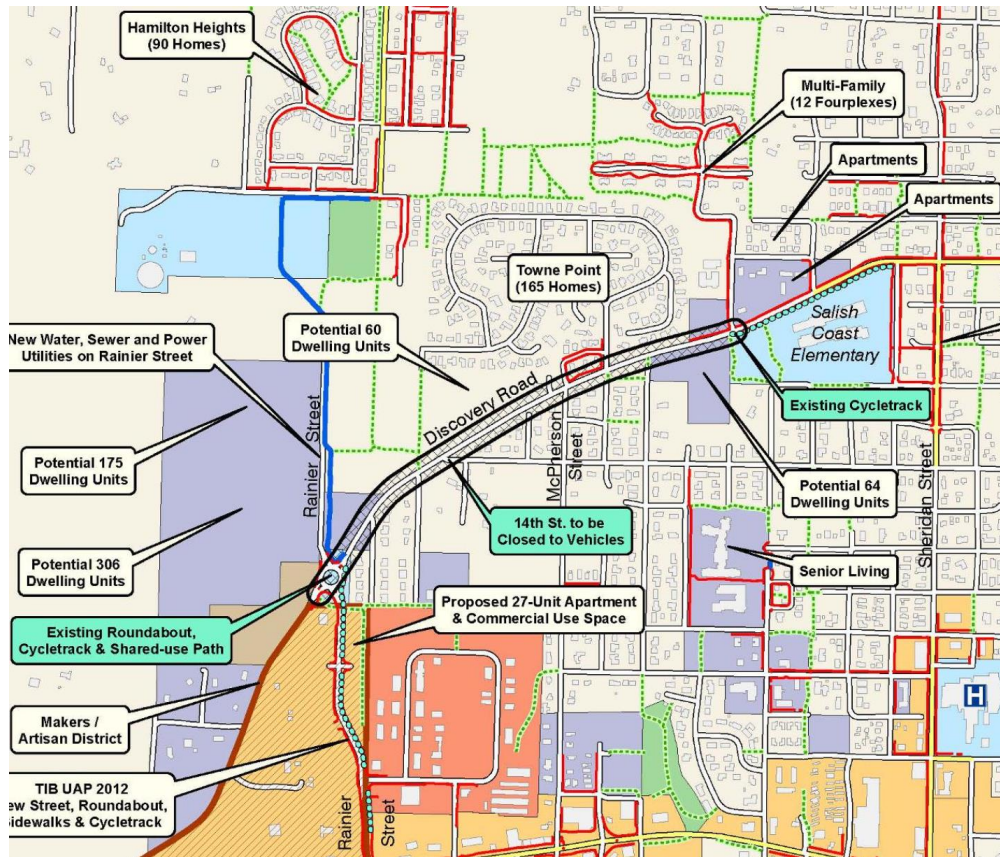 Hamilton Heights
(90 Homes)
Multi-Family
(12 Fourplexes)
Apartments
Apartments
Towne Point
(165 Homes)
Salish
Coast
Elementary
Potential 60
Dwelling Units
New Water, Sewer and Power
Utilities on Rainier Street
Discovery Road
Existing Cycletrack
Rainier
Street
McPherson
Street
Sheridan Street
Potential 175
Dwelling Units
Potential 64
Dwelling Units
14th St. to be
Closed to Vehicles
Potential 306
Dwelling Units
Senior Living
Proposed 27-Unit Apartment
& Commercial Use Space
Existing Roundabout,
Cycletrack & Shared-use Path
H
Makers /
Artisan District
TIB UAP 2012
ew Street, Roundabout,
idewalks & Cycletrack
Rainier
Street